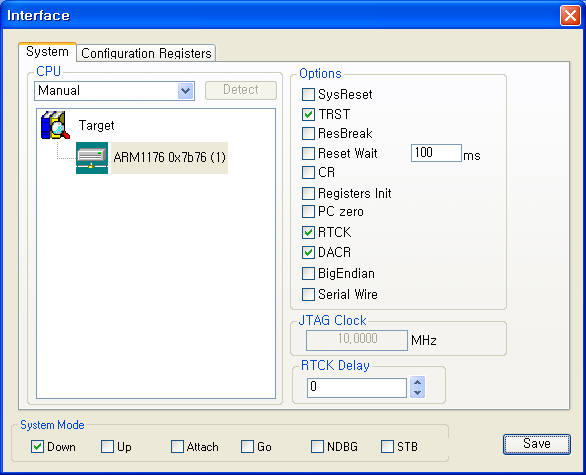 Interface
System
Configuration Registers
CPU
Manual
Detect
Target
ARM1176 0x7b76 (1)
Options
SysReset
TRST
ResBreak
Reset Wait 100 ms
CR
Registers Init
PC zero
RTCK
DACR
BigEndian
Serial Wire
JTAG Clock
10,0000 MHz
RTCK Delay
0
System Mode
Down Up Attach Go NDBG STB
Save